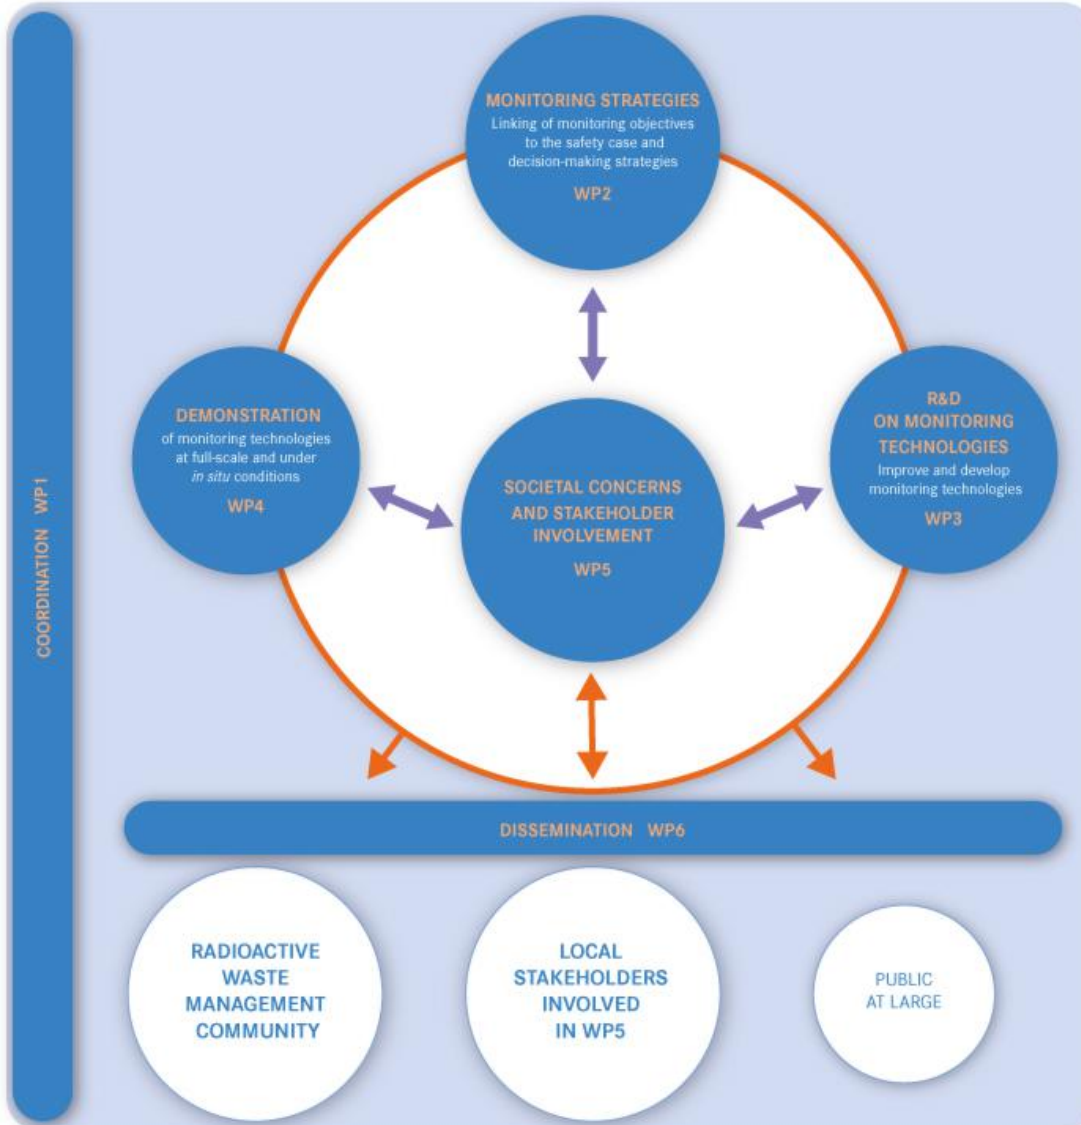 COORDINATION WP1
MONITORING STRATEGIES
Linking of monitoring objectives
to the safety case and
decision-making strategies
WP2
DEMONSTRATION
of monitoring technologies
at full-scale and under
in situ conditions
WP4
SOCIETAL CONCERNS
AND STAKEHOLDER
INVOLVEMENT
WP5
R&D
ON MONITORING
TECHNOLOGIES
Improve and develop
monitoring technologies
WP3
DISSEMINATION WP6
RADIOACTIVE
WASTE
MANAGEMENT
COMMUNITY
LOCAL
STAKEHOLDERS
INVOLVED
IN WP5
PUBLIC
AT LARGE